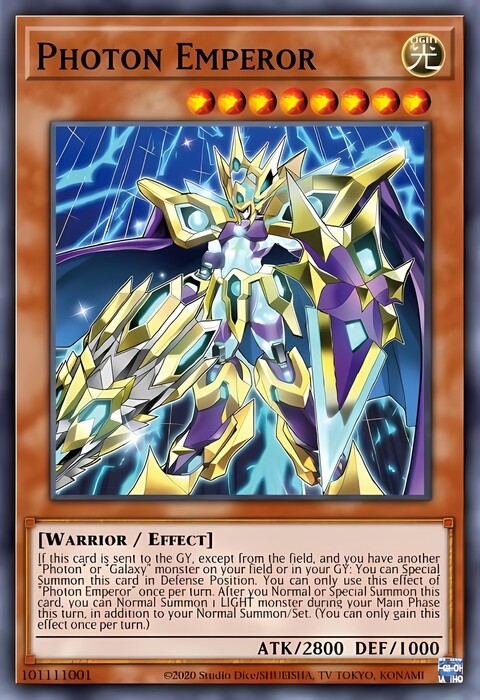 PHOTON EMPEROR
LIGHT
光
[WARRIOR / EFFECT]
If this card is sent to the GY, except from the field, and you have another
"Photon" or "Galaxy" monster on your field or in your GY: You can Special
Summon this card in Defense Position. You can only use this effect of
"Photon Emperor" once per turn. After you Normal or Special Summon this
card, you can Normal Summon 1 LIGHT monster during your Main Phase
this turn, in addition to your Normal Summon/Set. (You can only gain this
effect once per turn.)
ATK/2800 DEF/1000
101111001 ©2020 Studio Dice/SHUEISHA, TV TOKYO, KONAMI